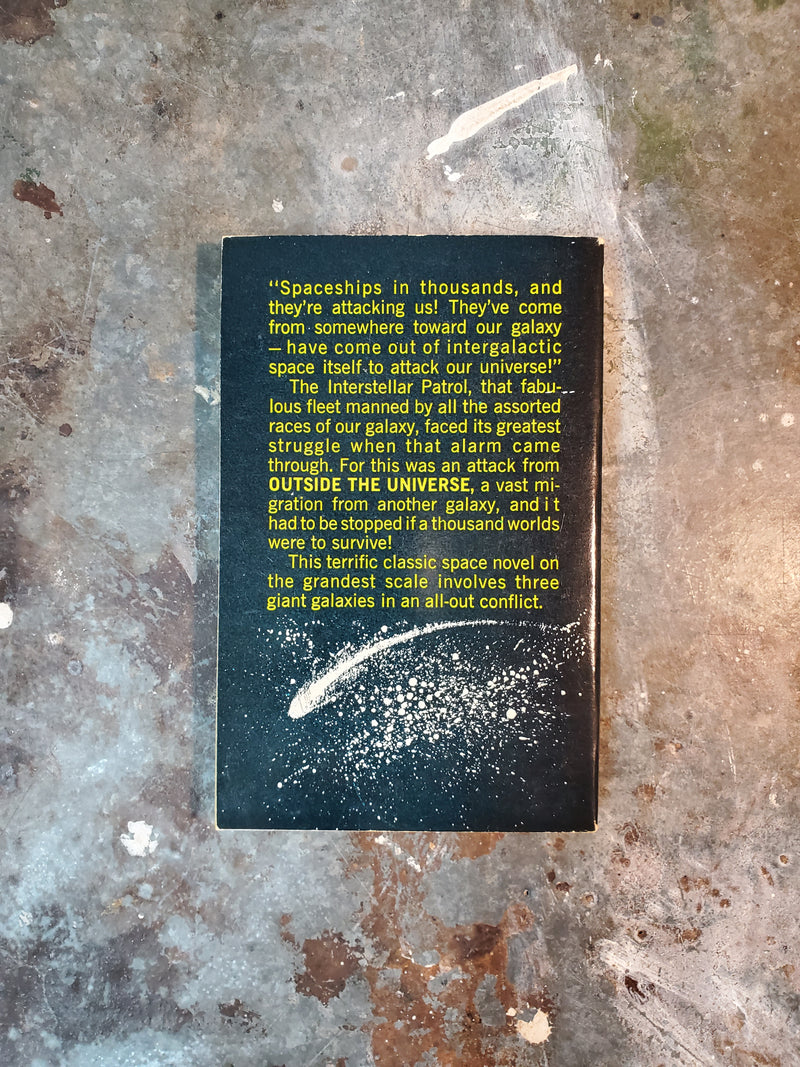 “Spaceships in thousands, and
they’re attacking us! They’ve come
from somewhere toward our galaxy
— have come out of intergalactic
space itself to attack our universe!”
The Interstellar Patrol, that fabu-
lous fleet manned by all the assorted
races of our galaxy, faced its greatest
struggle when that alarm came
through. For this was an attack from
OUTSIDE THE UNIVERSE, a vast mi-
gration from another galaxy, and it
had to be stopped if a thousand worlds
were to survive!
This terrific classic space novel on
the grandest scale involves three
giant galaxies in an all-out conflict.